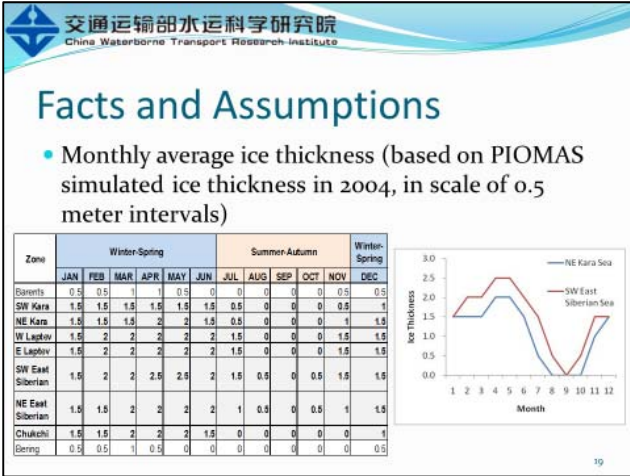 交通运输部水运科学研究院
China Waterborne Transport Research Institute
Facts and Assumptions
• Monthly average ice thickness (based on PIOMAS
simulated ice thickness in 2004, in scale of 0.5
meter intervals)
Zone Winter-Spring Summer-Autumn Winter-Spring
JAN FEB MAR APR MAY JUN JUL AUG SEP OCT NOV DEC
Barents 0.5 0.5 1 1 0.5 0 0 0 0 0 0.5 0.5
SW Kara 1.5 1.5 1.5 1.5 1.5 1.5 0.5 0 0 0 0.5 1
NE Kara 1.5 1.5 1.5 2 2 1.5 0.5 0 0 0 1 1.5
W Laptev 1.5 2 2 2 2 2 1.5 0 0 0 1.5 1.5
E Laptev 1.5 2 2 2 2 2 1.5 0 0 0 1.5 1.5
SW East Siberian 1.5 2 2 2.5 2.5 2 1.5 0.5 0 0.5 1.5 1.5
NE East Siberian 1.5 1.5 2 2 2 2 1 0.5 0 0.5 1 1.5
Chukchi 1.5 1.5 2 2 2 1.5 0 0 0 0 0 1
Bering 0.5 0.5 1 0.5 0 0 0 0 0 0 0 0.5
Ice Thickness
3.0
2.5
2.0
1.5
1.0
0.5
0.0
1 2 3 4 5 6 7 8 9 10 11 12
Month
NE Kara Sea
SW East
Siberian Sea
19